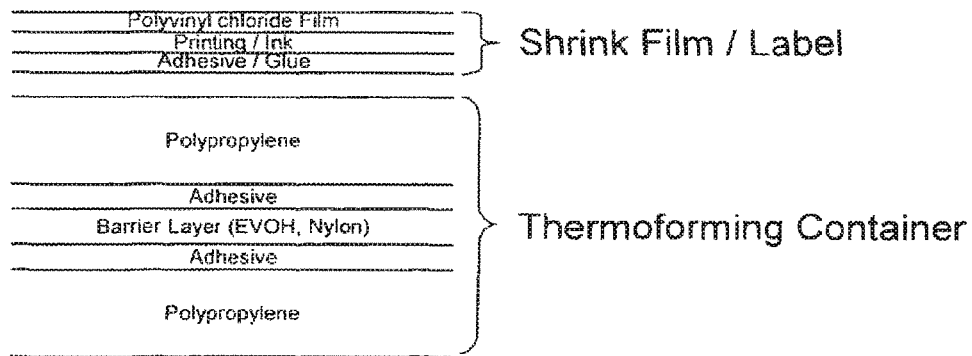 Polyvinyl chloride Film
Printing / Ink
Adhesive / Glue
Shrink Film / Label
Polypropylene
Adhesive
Barrier Layer (EVOH, Nylon)
Adhesive
Polypropylene
Thermoforming Container